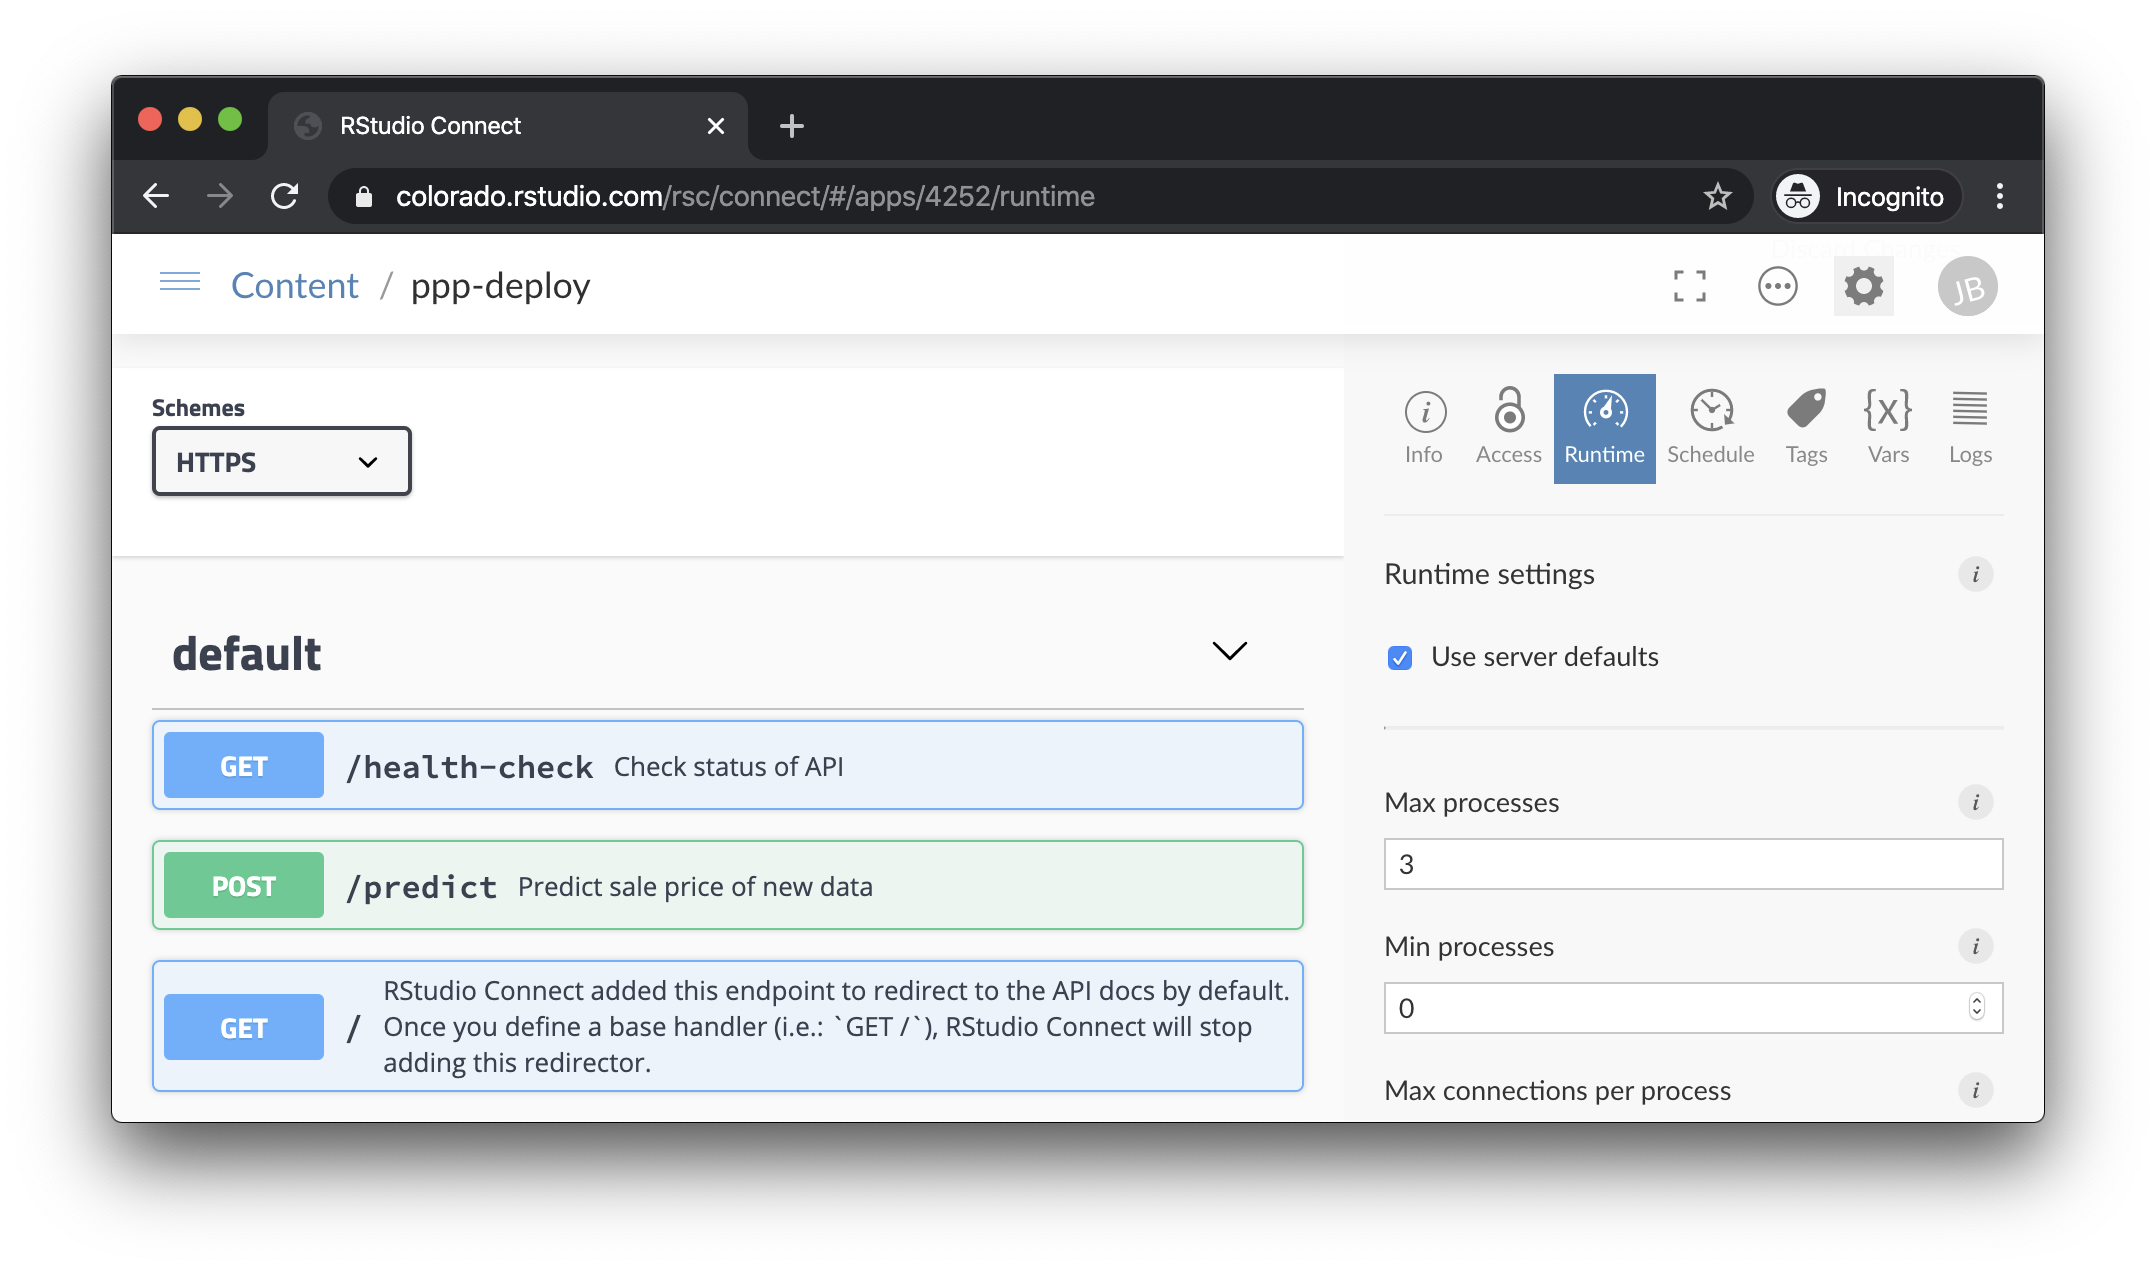 RStudio Connect
colorado.rstudio.com/rsc/connect/#/apps/4252/runtime
Incognito
Content / ppp-deploy
JB
Schemes
HTTPS
default
GET /health-check Check status of API
POST /predict Predict sale price of new data
GET / RStudio Connect added this endpoint to redirect to the API docs by default.
Once you define a base handler (i.e.: `GET /`), RStudio Connect will stop
adding this redirector.
Info Access Runtime Schedule Tags {x} Vars Logs
Runtime settings
Use server defaults
Max processes
3
Min processes
0
Max connections per process